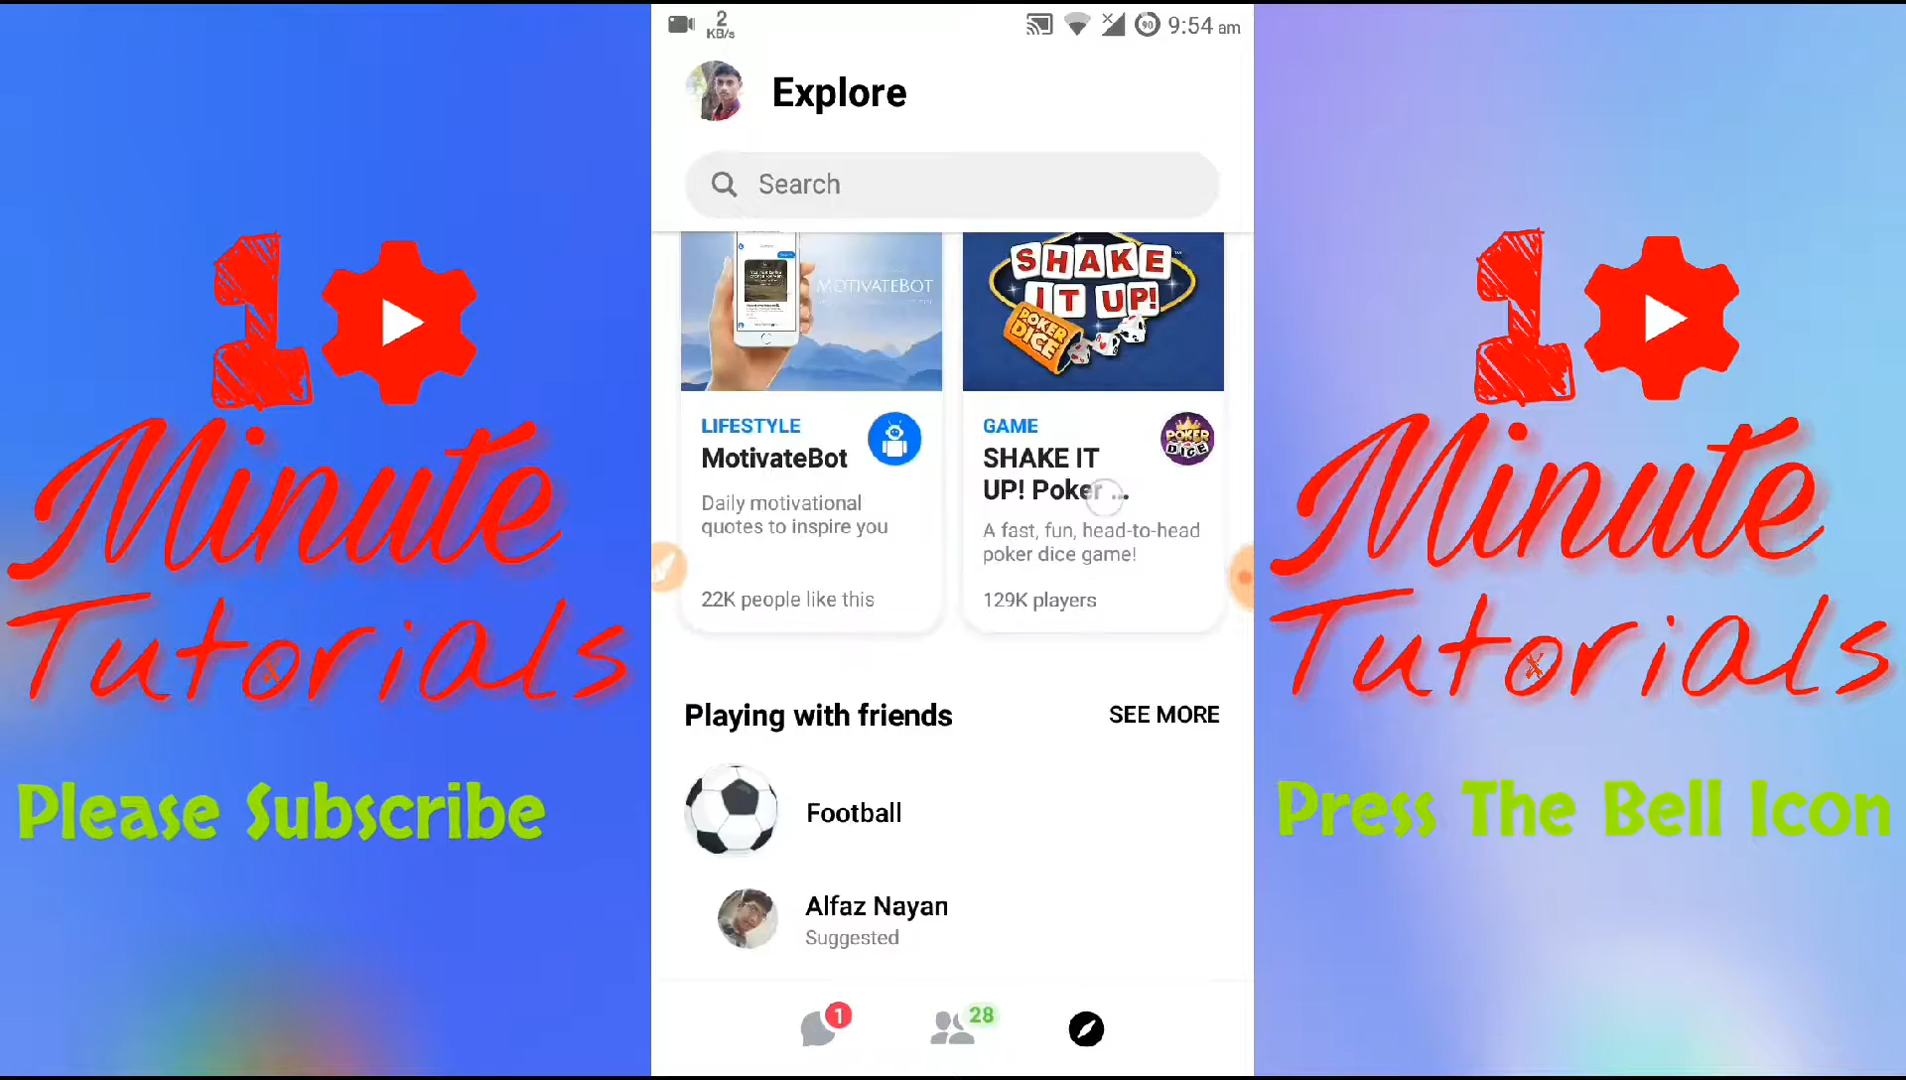 10
Minute
Tutorials
Please Subscribe
2
KB/s
90
9:54 am
Explore
Search
MOTIVATEBOT
SHAKE
IT UP!
POKER
DICE
LIFESTYLE
MotivateBot
Daily motivational
quotes to inspire you
22K people like this
GAME
POKER
DICE
SHAKE IT
UP! Poker ...
A fast, fun, head-to-head
poker dice game!
129K players
Playing with friends
SEE MORE
Football
Alfaz Nayan
Suggested
1
28
10
Minute
Tutorials
Press The Bell Icon